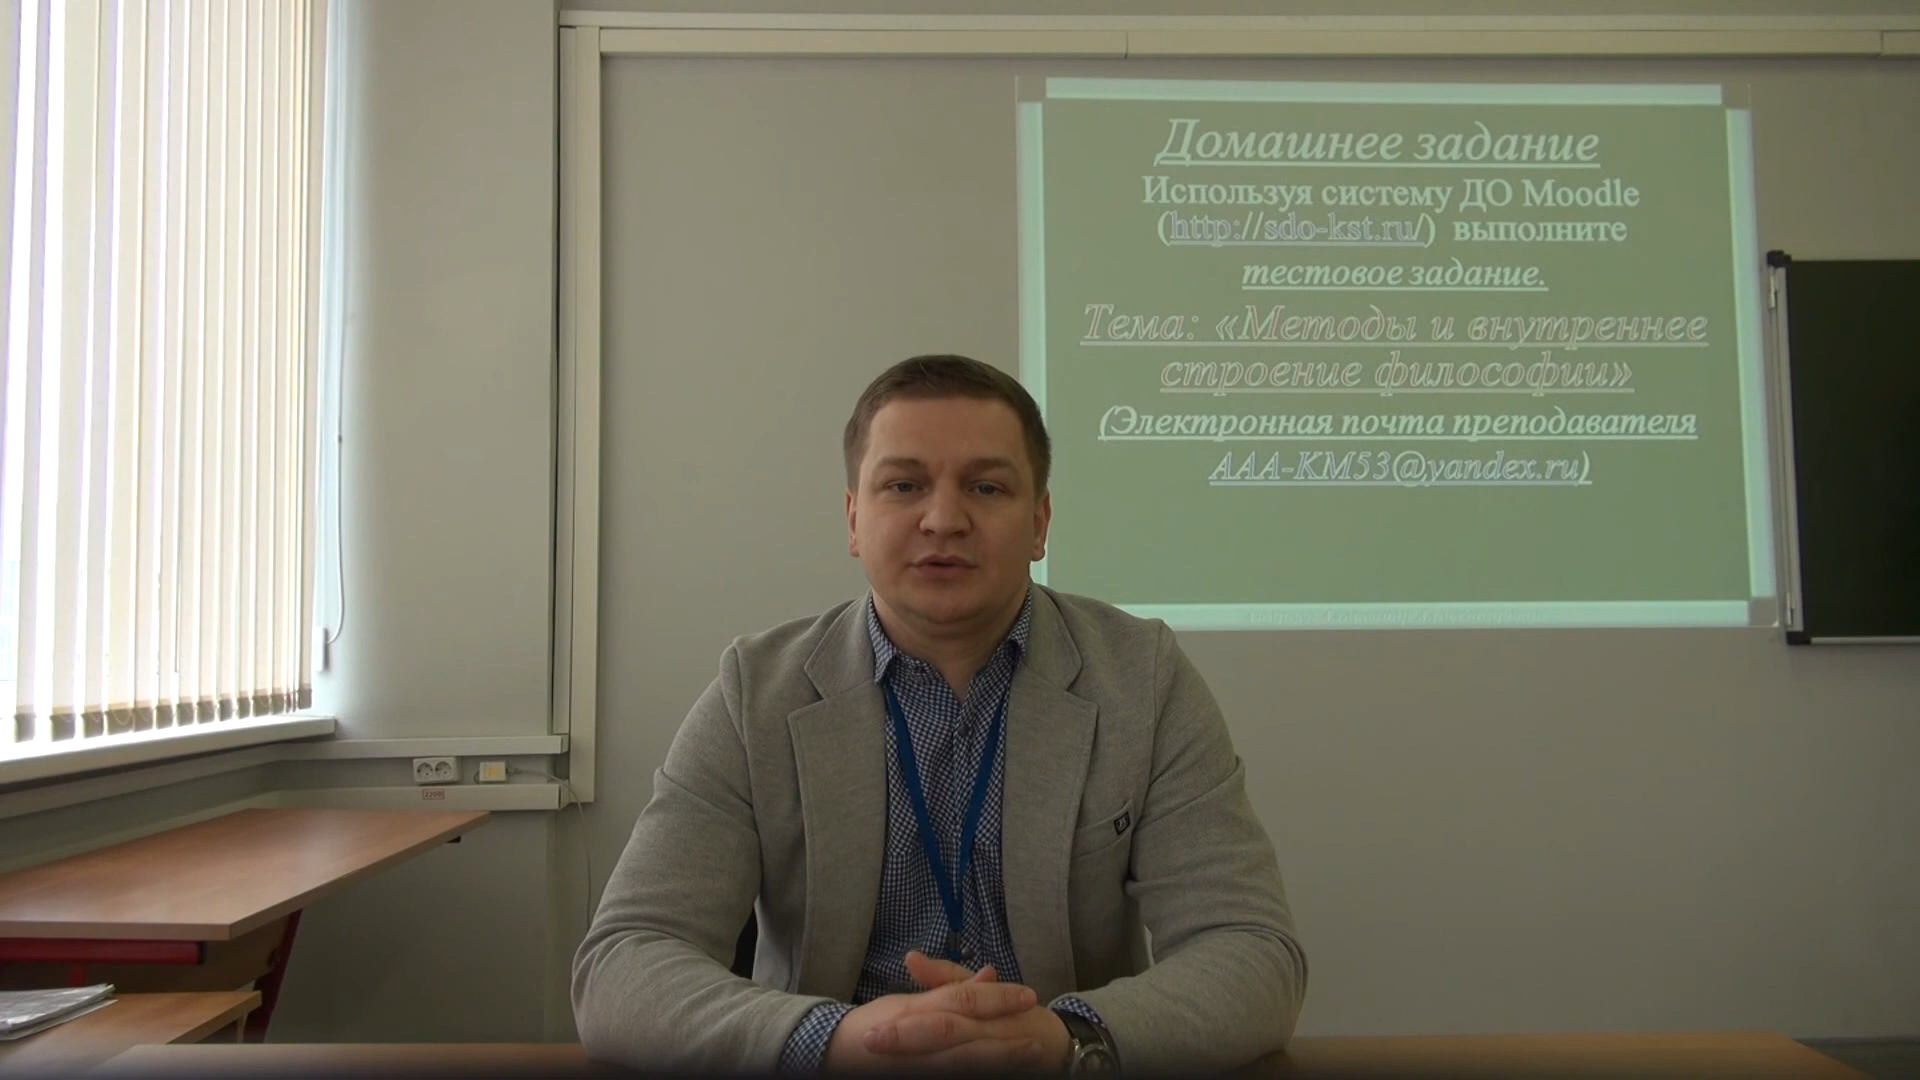 Домашнее задание
Используя систему ДО Moodle
(http://sdo-kst.ru/) выполните
тестовое задание.
Тема: «Методы и внутреннее
строение философии»
(Электронная почта преподавателя
AAA-KM53@yandex.ru)
220В